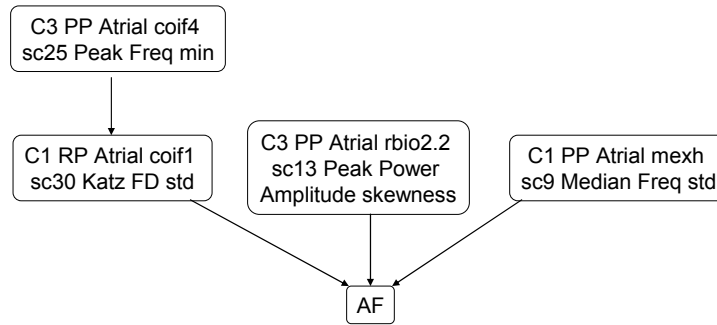 C3 PP Atrial coif4
sc25 Peak Freq min
C1 RP Atrial coif1
sc30 Katz FD std
C3 PP Atrial rbio2.2
sc13 Peak Power
Amplitude skewness
C1 PP Atrial mexh
sc9 Median Freq std
AF